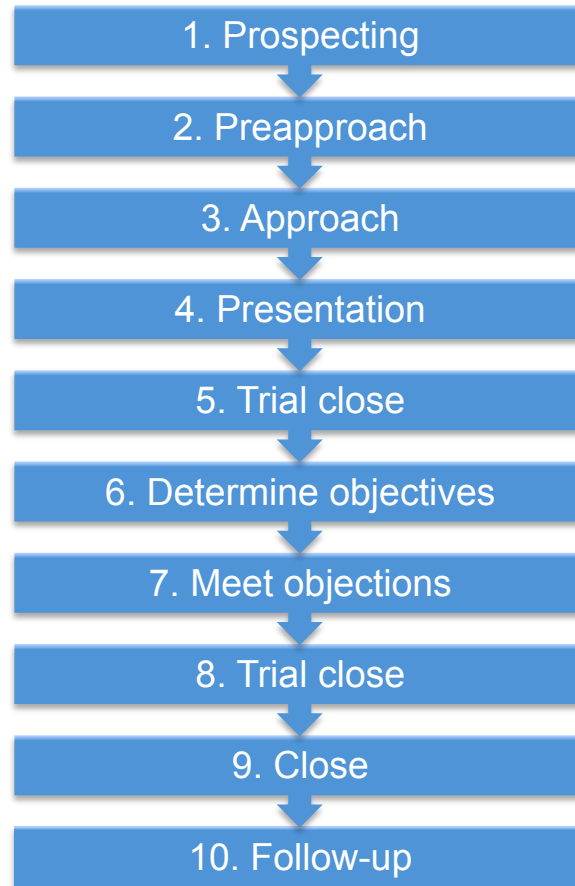 1. Prospecting
2. Preapproach
3. Approach
4. Presentation
5. Trial close
6. Determine objectives
7. Meet objections
8. Trial close
9. Close
10. Follow-up